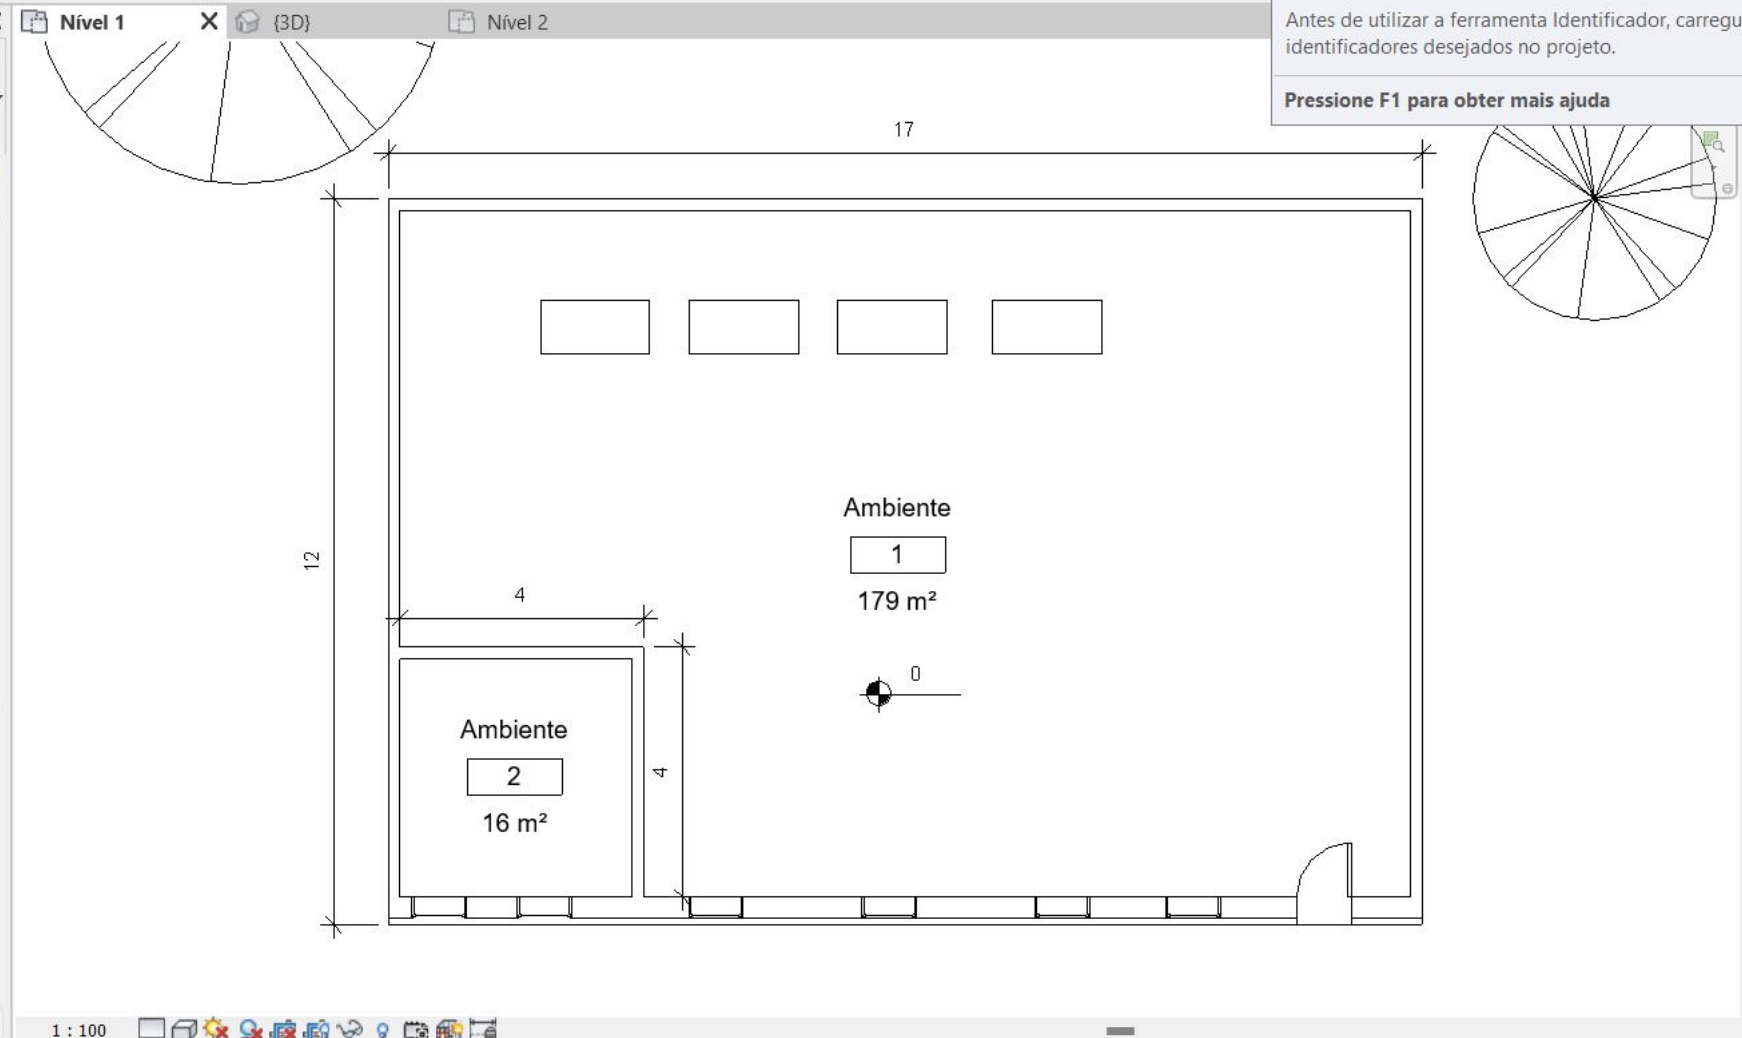 Nível 1
{3D}
Nível 2
Antes de utilizar a ferramenta Identificador, carregu
identificadores desejados no projeto.
Pressione F1 para obter mais ajuda
17
12
4
Ambiente
1
179 m²
0
4
Ambiente
2
16 m²
1 : 100